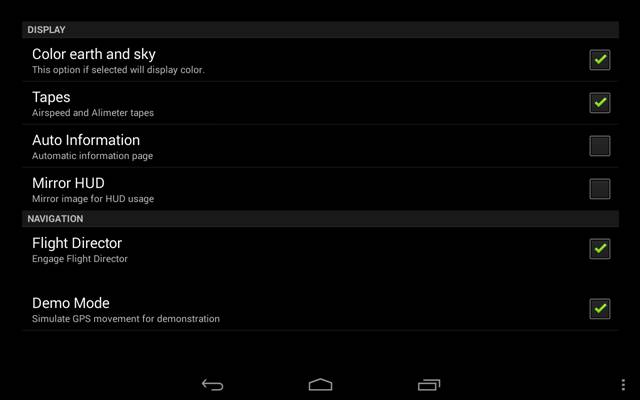 DISPLAY
Color earth and sky
This option if selected will display color.
Tapes
Airspeed and Alimeter tapes
Auto Information
Automatic information page
Mirror HUD
Mirror image for HUD usage
NAVIGATION
Flight Director
Engage Flight Director
Demo Mode
Simulate GPS movement for demonstration